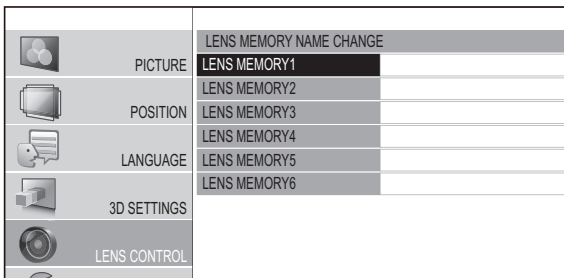 PICTURE
POSITION
LANGUAGE
3D SETTINGS
LENS CONTROL
LENS MEMORY NAME CHANGE
LENS MEMORY1
LENS MEMORY2
LENS MEMORY3
LENS MEMORY4
LENS MEMORY5
LENS MEMORY6